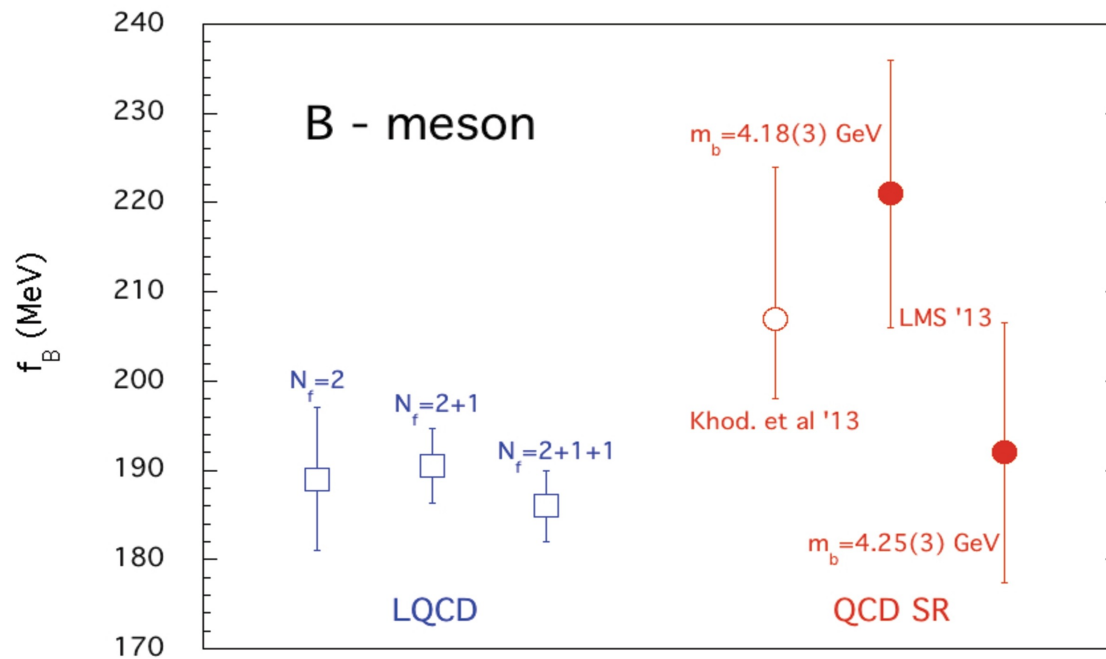 240
230
220
210
200
190
180
170
f_B (MeV)
B - meson
m_b=4.18(3) GeV
LMS '13
N_f=2
N_f=2+1
Khod. et al '13
N_f=2+1+1
m_b=4.25(3) GeV
LQCD
QCD SR